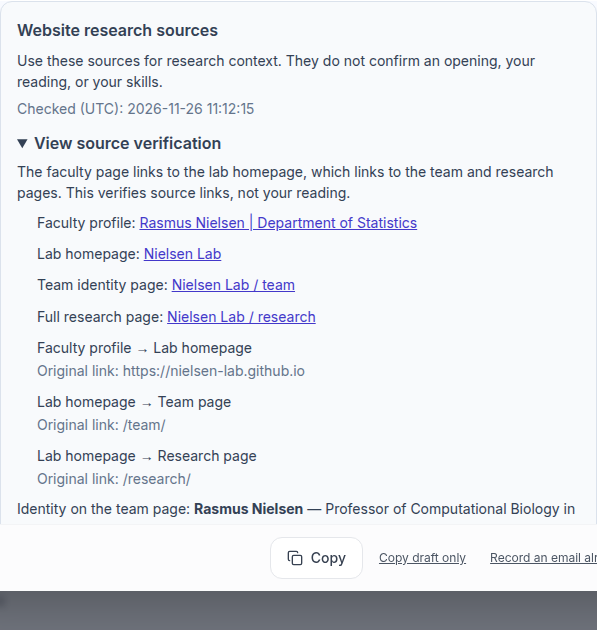 Website research sources
Use these sources for research context. They do not confirm an opening, your
reading, or your skills.
Checked (UTC): 2026-11-26 11:12:15
▼ View source verification
The faculty page links to the lab homepage, which links to the team and research
pages. This verifies source links, not your reading.
Faculty profile: Rasmus Nielsen | Department of Statistics
Lab homepage: Nielsen Lab
Team identity page: Nielsen Lab / team
Full research page: Nielsen Lab / research
Faculty profile → Lab homepage
Original link: https://nielsen-lab.github.io
Lab homepage → Team page
Original link: /team/
Lab homepage → Research page
Original link: /research/
Identity on the team page: Rasmus Nielsen — Professor of Computational Biology in
Copy
Copy draft only
Record an email